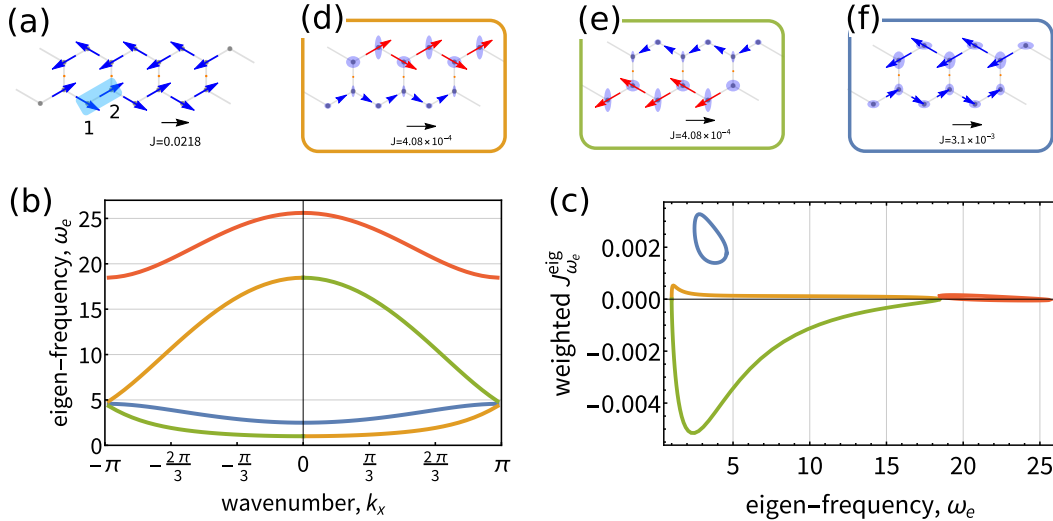 (a)
1
2
J=0.0218
(d)
J=4.08×10⁻⁴
(e)
J=4.08×10⁻⁴
(f)
J=3.1×10⁻³
(b)
eigen−frequency, ωₑ
25
20
15
10
5
0
−π
−2π/3
−π/3
0
π/3
2π/3
π
wavenumber, kₓ
(c)
weighted J^eig_ωₑ
0.002
0.000
−0.002
−0.004
5
10
15
20
25
eigen−frequency, ωₑ